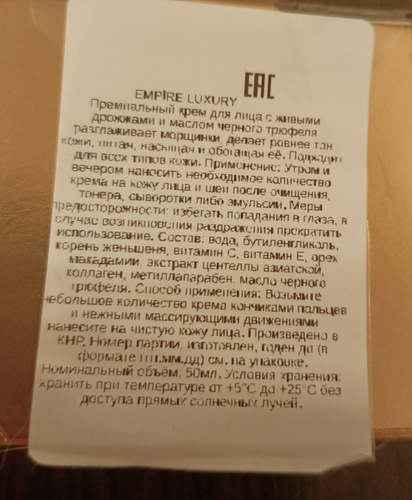 EAC
EMPIRE LUXURY
Премиальный крем для лица с живыми
дрожжами и маслом черного трюфеля
разглаживает морщинки, делает ровнее тон
кожи, питая, насыщая и обогащая её. Подходит
для всех типов кожи. Применение: Утром и
вечером наносить необходимое количество
крема на кожу лица и шеи после очищения,
тонера, сыворотки либо эмульсии. Меры
предосторожности: избегать попадания в глаза, в
случае возникновения раздражения прекратить
использование. Состав: вода, бутиленгликоль,
корень женьшеня, витамин С, витамин Е, орех
макадамии, экстракт центеллы азиатской,
коллаген, метиллапарабен, масло черного
трюфеля. Способ применения: Возьмите
небольшое количество крема кончиками пальцев
и нежными массирующими движениями
нанесите на чистую кожу лица. Произведено в
КНР. Номер партии, изготовлен, годен до (в
формате гггг.мм.дд) см. на упаковке.
Номинальный объём: 50мл. Условия хранения:
хранить при температуре от +5°С до +25°С без
доступа прямых солнечных лучей.